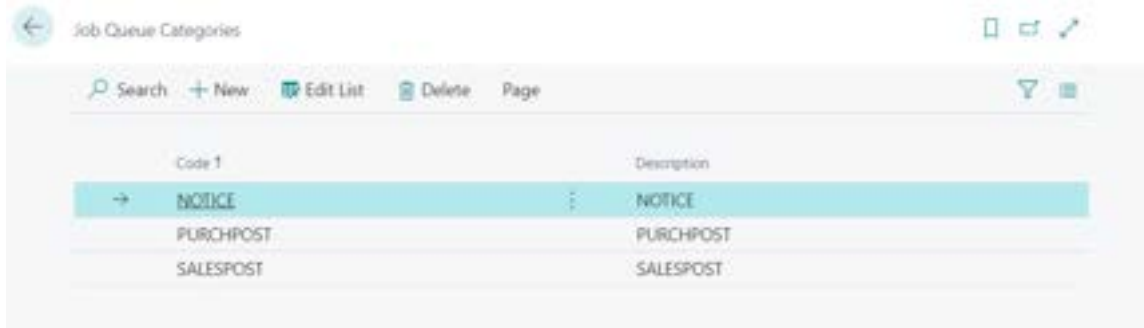 Job Queue Categories
Search New Edit List Delete Page
Code ↑ Description
NOTICE NOTICE
PURCHPOST PURCHPOST
SALESPOST SALESPOST